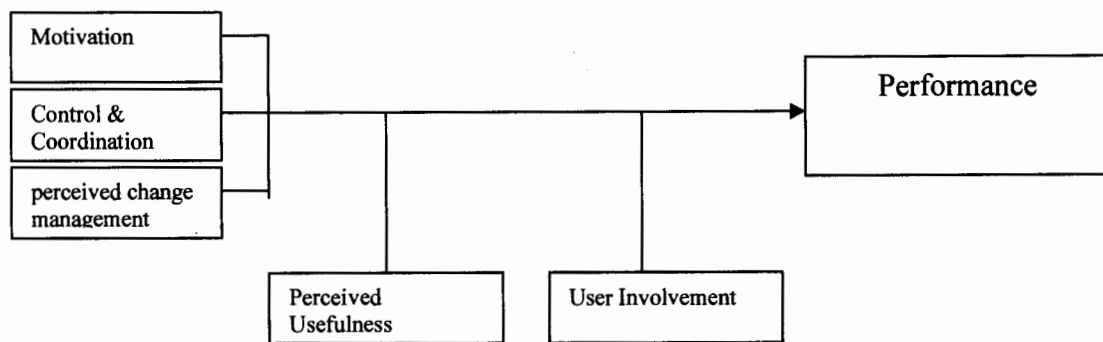 Motivation
Control &
Coordination
perceived change
management
Performance
Perceived
Usefulness
User Involvement